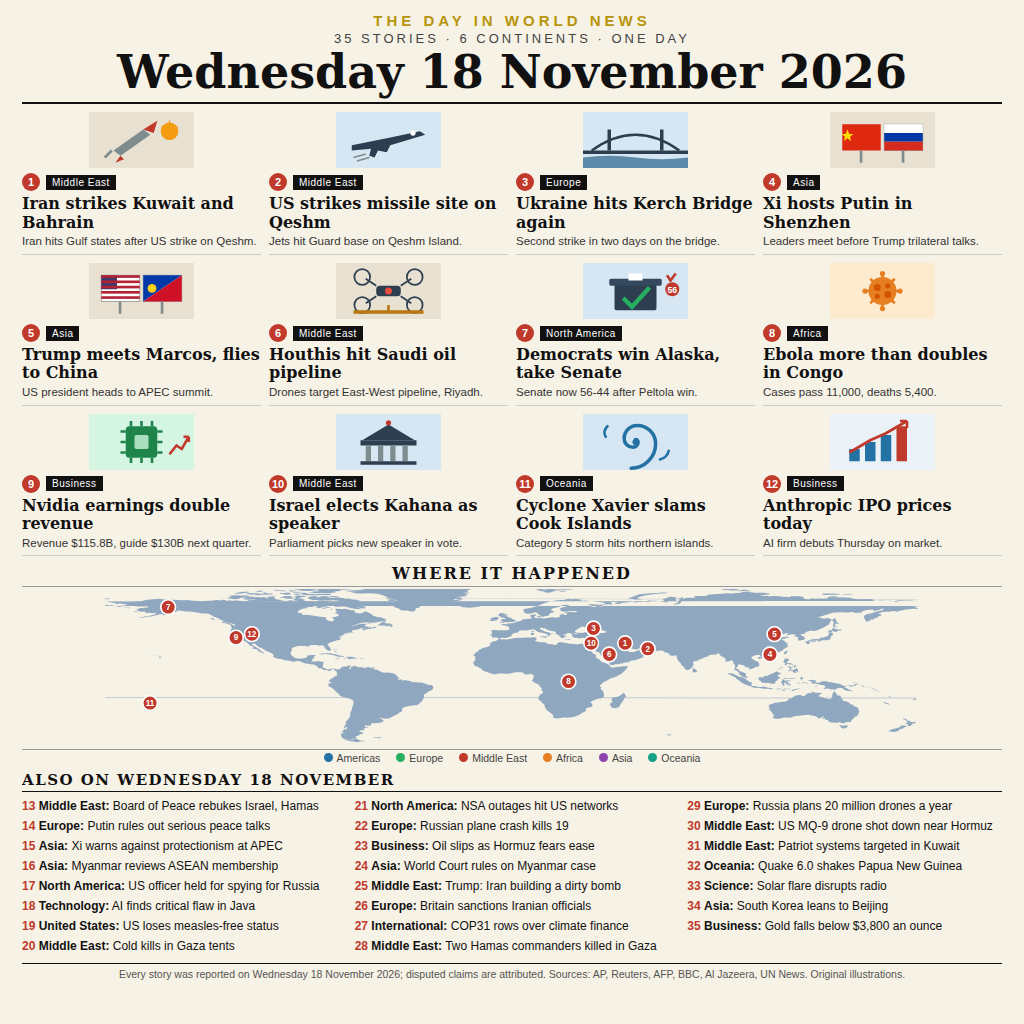 THE DAY IN WORLD NEWS
35 STORIES · 6 CONTINENTS · ONE DAY
Wednesday 18 November 2026
1 Middle East
Iran strikes Kuwait and
Bahrain
Iran hits Gulf states after US strike on Qeshm.
2 Middle East
US strikes missile site on
Qeshm
Jets hit Guard base on Qeshm Island.
3 Europe
Ukraine hits Kerch Bridge
again
Second strike in two days on the bridge.
4 Asia
Xi hosts Putin in
Shenzhen
Leaders meet before Trump trilateral talks.
5 Asia
Trump meets Marcos, flies
to China
US president heads to APEC summit.
6 Middle East
Houthis hit Saudi oil
pipeline
Drones target East-West pipeline, Riyadh.
56
7 North America
Democrats win Alaska,
take Senate
Senate now 56-44 after Peltola win.
8 Africa
Ebola more than doubles
in Congo
Cases pass 11,000, deaths 5,400.
9 Business
Nvidia earnings double
revenue
Revenue $115.8B, guide $130B next quarter.
10 Middle East
Israel elects Kahana as
speaker
Parliament picks new speaker in vote.
11 Oceania
Cyclone Xavier slams
Cook Islands
Category 5 storm hits northern islands.
12 Business
Anthropic IPO prices
today
AI firm debuts Thursday on market.
WHERE IT HAPPENED
7
3
5
9 12
10 1
2
6
4
8
11
Americas Europe Middle East Africa Asia Oceania
ALSO ON WEDNESDAY 18 NOVEMBER
13 Middle East: Board of Peace rebukes Israel, Hamas
14 Europe: Putin rules out serious peace talks
15 Asia: Xi warns against protectionism at APEC
16 Asia: Myanmar reviews ASEAN membership
17 North America: US officer held for spying for Russia
18 Technology: AI finds critical flaw in Java
19 United States: US loses measles-free status
20 Middle East: Cold kills in Gaza tents
21 North America: NSA outages hit US networks
22 Europe: Russian plane crash kills 19
23 Business: Oil slips as Hormuz fears ease
24 Asia: World Court rules on Myanmar case
25 Middle East: Trump: Iran building a dirty bomb
26 Europe: Britain sanctions Iranian officials
27 International: COP31 rows over climate finance
28 Middle East: Two Hamas commanders killed in Gaza
29 Europe: Russia plans 20 million drones a year
30 Middle East: US MQ-9 drone shot down near Hormuz
31 Middle East: Patriot systems targeted in Kuwait
32 Oceania: Quake 6.0 shakes Papua New Guinea
33 Science: Solar flare disrupts radio
34 Asia: South Korea leans to Beijing
35 Business: Gold falls below $3,800 an ounce
Every story was reported on Wednesday 18 November 2026; disputed claims are attributed. Sources: AP, Reuters, AFP, BBC, Al Jazeera, UN News. Original illustrations.